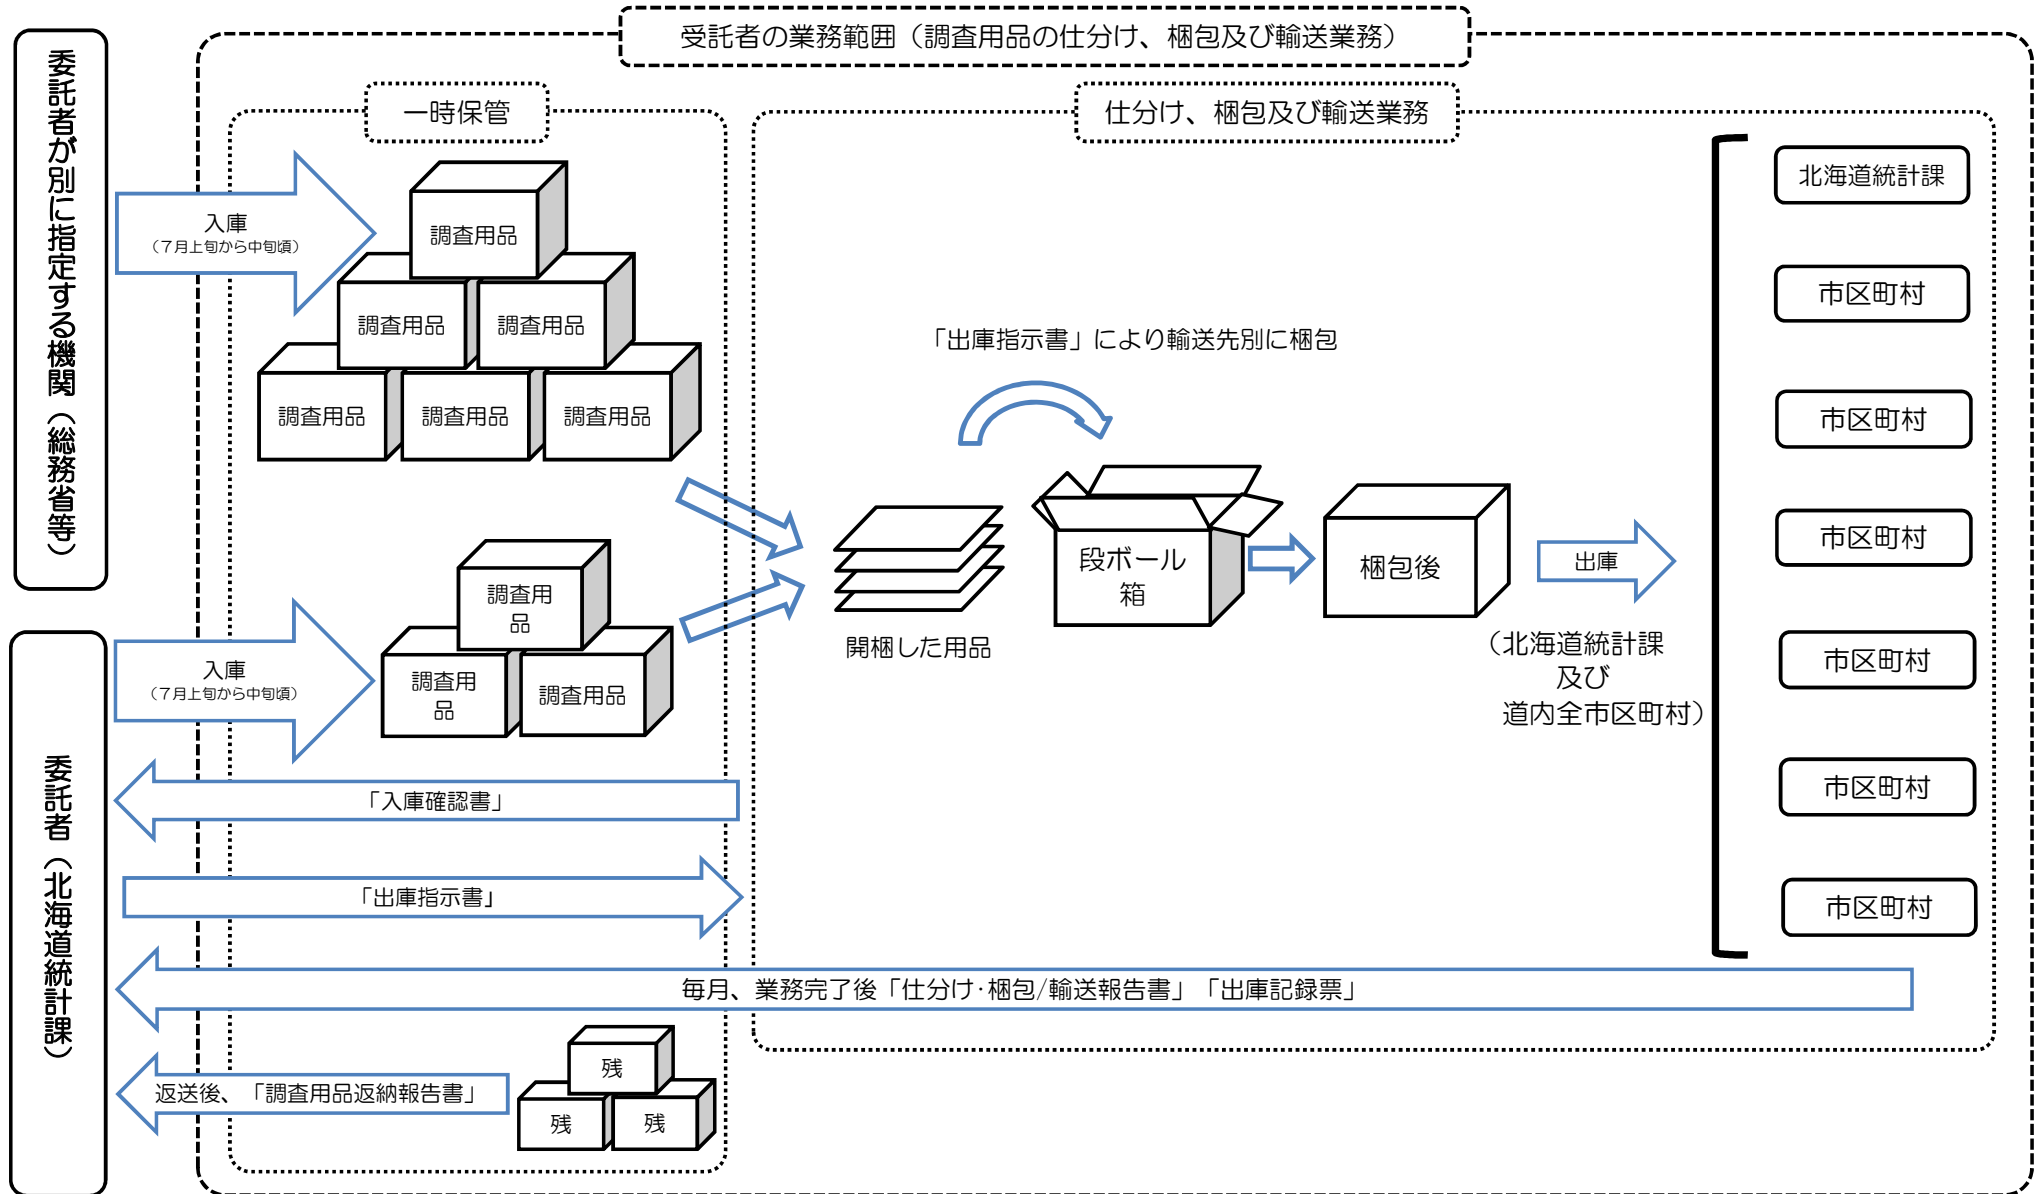 受託者の業務範囲（調査用品の仕分け、梱包及び輸送業務）
委託者が別に指定する機関（総務省等）
一時保管
仕分け、梱包及び輸送業務
入庫
（７月上旬から中旬頃）
調査用品
調査用品
調査用品
調査用品
調査用品
調査用品
「出庫指示書」により輸送先別に梱包
開梱した用品
段ボール
箱
梱包後
出庫
（北海道統計課
及び
道内全市区町村）
北海道統計課
市区町村
市区町村
市区町村
市区町村
市区町村
市区町村
委託者（北海道統計課）
入庫
（７月上旬から中旬頃）
調査用
品
調査用
品
調査用品
「入庫確認書」
「出庫指示書」
毎月、業務完了後「仕分け･梱包/輸送報告書」「出庫記録票」
返送後、「調査用品返納報告書」
残
残
残